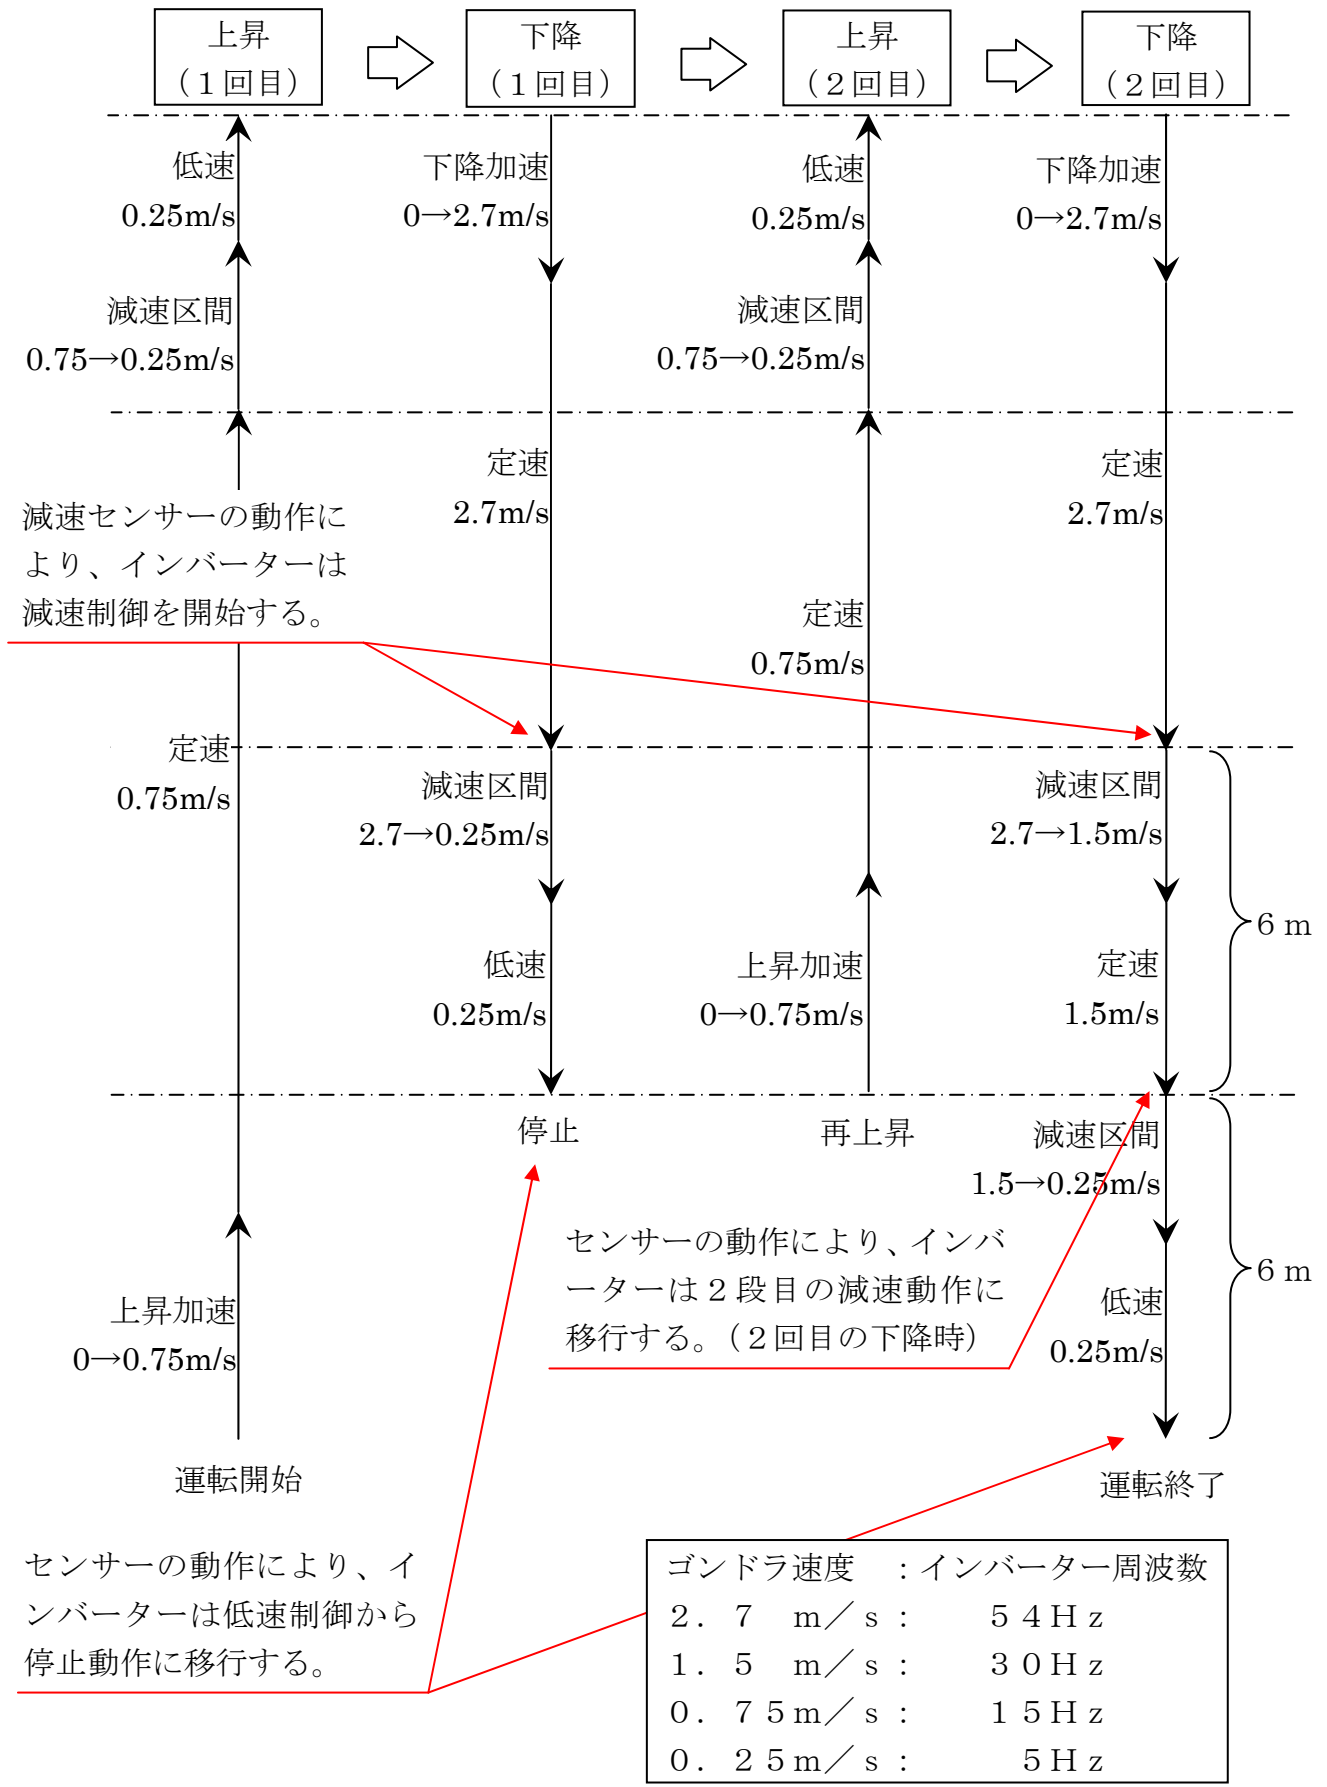 上昇
（１回目）
下降
（１回目）
上昇
（２回目）
下降
（２回目）
低速
0.25m/s
下降加速
0→2.7m/s
低速
0.25m/s
下降加速
0→2.7m/s
減速区間
0.75→0.25m/s
減速区間
0.75→0.25m/s
定速
2.7m/s
定速
2.7m/s
減速センサーの動作に
より、インバーターは
減速制御を開始する。
定速
0.75m/s
定速
0.75m/s
減速区間
2.7→0.25m/s
減速区間
2.7→1.5m/s
６ｍ
低速
0.25m/s
上昇加速
0→0.75m/s
定速
1.5m/s
停止
再上昇
減速区間
1.5→0.25m/s
センサーの動作により、インバ
ーターは２段目の減速動作に
移行する。（２回目の下降時）
６ｍ
上昇加速
0→0.75m/s
低速
0.25m/s
運転開始
運転終了
センサーの動作により、イ
ンバーターは低速制御から
停止動作に移行する。
ゴンドラ速度　：インバーター周波数
２．７　ｍ／ｓ：　　５４Ｈｚ
１．５　ｍ／ｓ：　　３０Ｈｚ
０．７５ｍ／ｓ：　　１５Ｈｚ
０．２５ｍ／ｓ：　　　５Ｈｚ